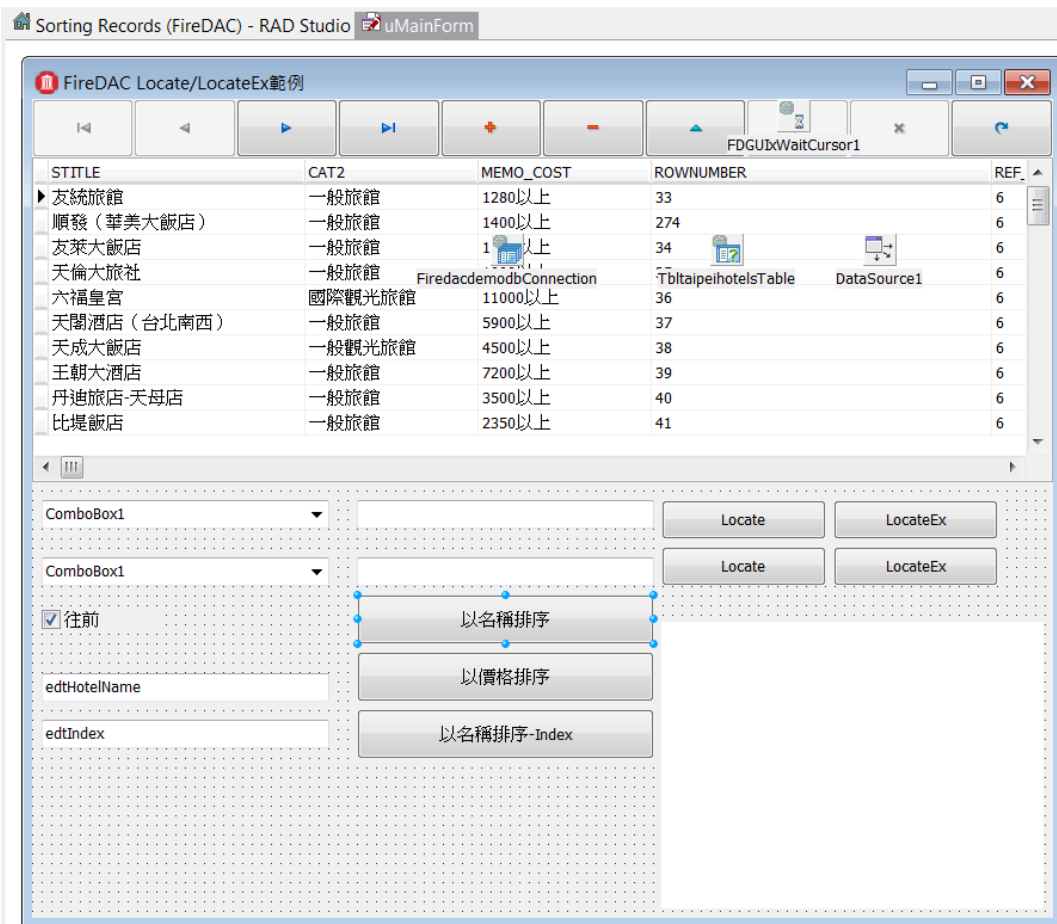 Sorting Records (FireDAC) - RAD Studio uMainForm
FireDAC Locate/LocateEx範例
FDGUIxWaitCursor1
STITLE CAT2 MEMO_COST ROWNUMBER REF_
友統旅館 一般旅館 1280以上 33 6
順發（華美大飯店） 一般旅館 1400以上 274 6
友萊大飯店 一般旅館 以上 34 6
天倫大旅社 一般旅館 6
FiredacdemodbConnection TbltaipeihotelsTable DataSource1
六福皇宮 國際觀光旅館 11000以上 36 6
天閣酒店（台北南西） 一般旅館 5900以上 37 6
天成大飯店 一般觀光旅館 4500以上 38 6
王朝大酒店 一般旅館 7200以上 39 6
丹迪旅店-天母店 一般旅館 3500以上 40 6
比堤飯店 一般旅館 2350以上 41 6
ComboBox1 Locate LocateEx
ComboBox1 Locate LocateEx
往前 以名稱排序
edtHotelName 以價格排序
edtIndex 以名稱排序-Index